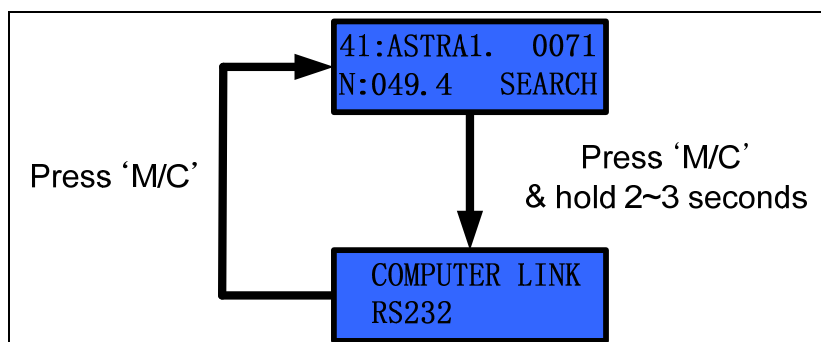 41:ASTRA1. 0071
N:049.4 SEARCH
Press ‘M/C’
Press ‘M/C’
& hold 2~3 seconds
COMPUTER LINK
RS232